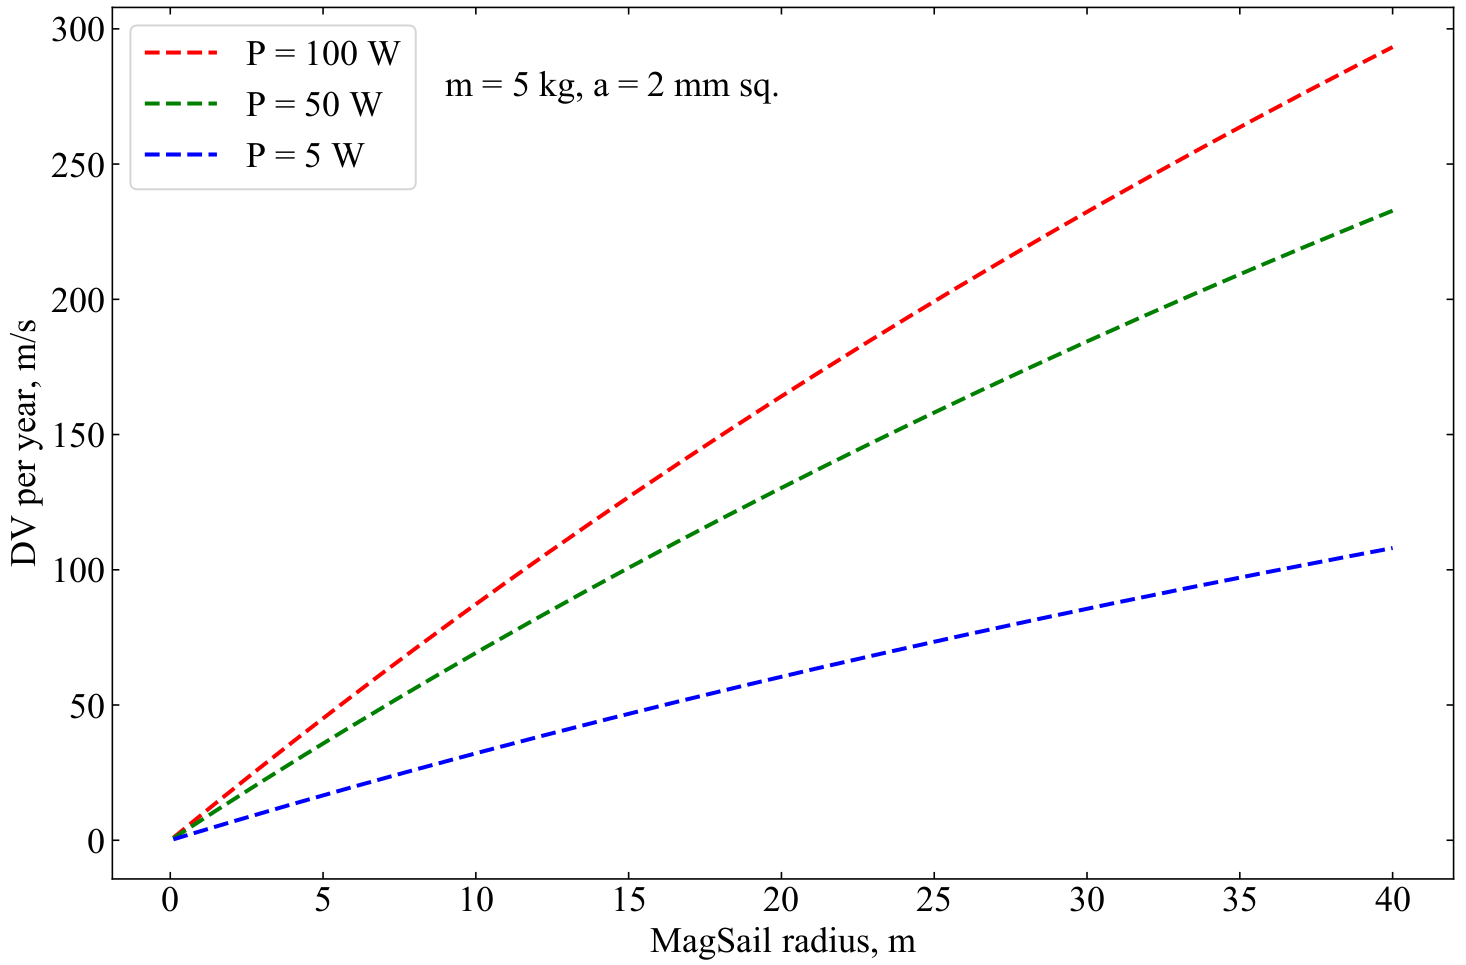 P = 100 W
P = 50 W
P = 5 W
m = 5 kg, a = 2 mm sq.
DV per year, m/s
300
250
200
150
100
50
0
0 5 10 15 20 25 30 35 40
MagSail radius, m